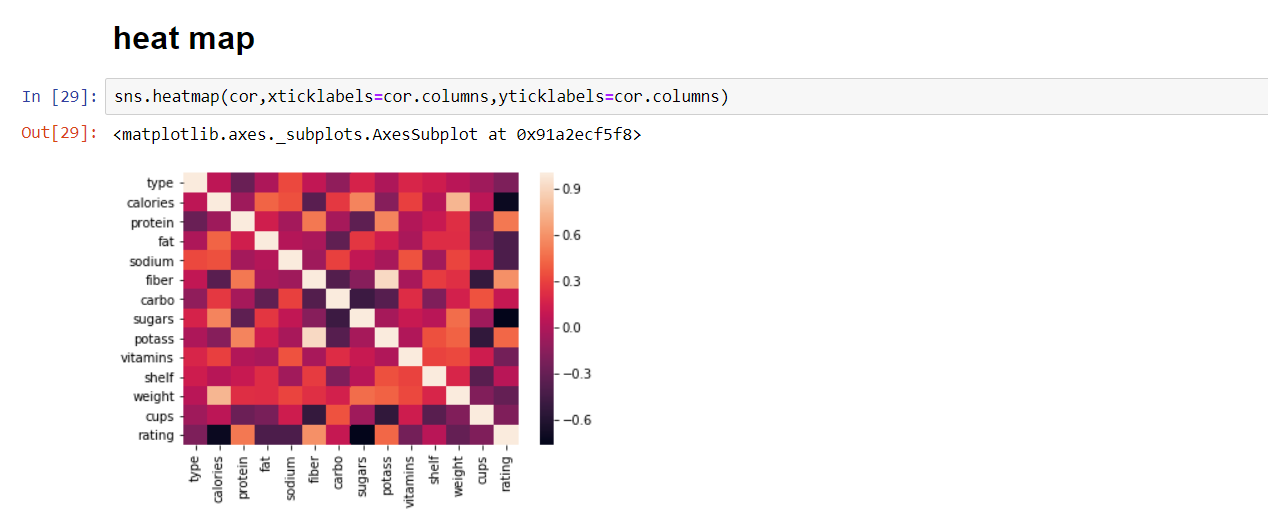 heat map
In [29]: sns.heatmap(cor,xticklabels=cor.columns,yticklabels=cor.columns)
Out[29]: <matplotlib.axes._subplots.AxesSubplot at 0x91a2ecf5f8>
type
calories
protein
fat
sodium
fiber
carbo
sugars
potass
vitamins
shelf
weight
cups
rating
type
calories
protein
fat
sodium
fiber
carbo
sugars
potass
vitamins
shelf
weight
cups
rating
0.9
0.6
0.3
0.0
−0.3
−0.6